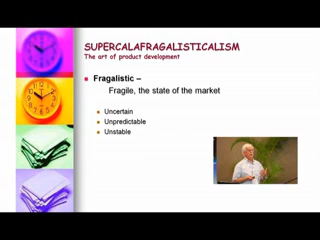 SUPERCALAFRAGALISTICALISM
The art of product development
Fragalistic –
Fragile, the state of the market
Uncertain
Unpredictable
Unstable